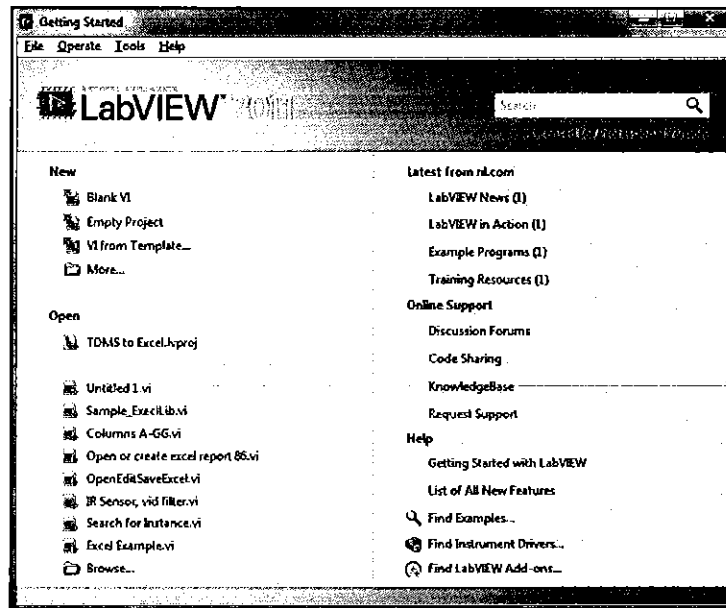 Getting Started
File Operate Tools Help
LabVIEW 2011
Search
New
Blank VI
Empty Project
VI from Template...
More...
Open
TDMS to Excel.lvproj
Untitled 1.vi
Sample_ExeclLib.vi
Columns A-GG.vi
Open or create excel report 86.vi
OpenEditSaveExcel.vi
IR Sensor, vid filter.vi
Search for Instance.vi
Excel Example.vi
Browse...
Latest from ni.com
LabVIEW News (1)
LabVIEW in Action (1)
Example Programs (1)
Training Resources (1)
Online Support
Discussion Forums
Code Sharing
KnowledgeBase
Request Support
Help
Getting Started with LabVIEW
List of All New Features
Find Examples...
Find Instrument Drivers...
Find LabVIEW Add-ons...